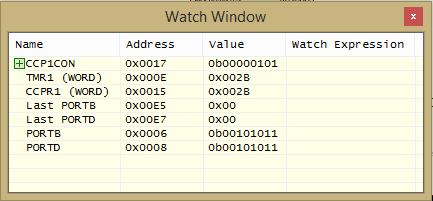 Watch Window
x
Name Address Value Watch Expression
CCP1CON 0x0017 0b00000101
TMR1 (WORD) 0x000E 0x002B
CCPR1 (WORD) 0x0015 0x002B
Last PORTB 0x00E5 0x00
Last PORTD 0x00E7 0x00
PORTB 0x0006 0b00101011
PORTD 0x0008 0b00101011